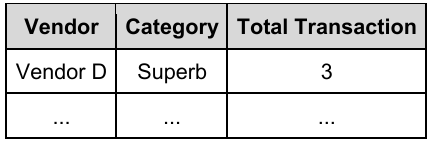 Vendor Category Total Transaction
Vendor D Superb 3
... ... ...